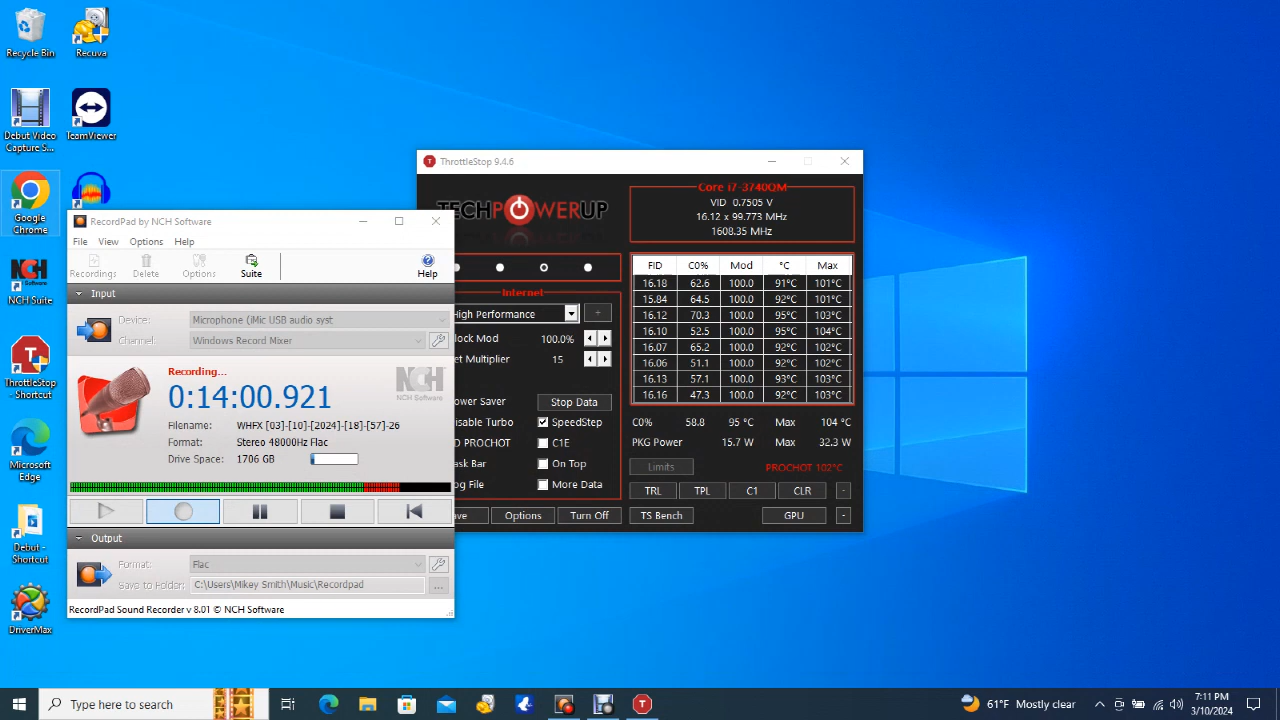 Recycle Bin
Recuva
Debut Video
Capture S...
TeamViewer
Google
Chrome
NCH
Software
NCH Suite
ThrottleStop
- Shortcut
Microsoft
Edge
Debut -
Shortcut
DriverMax
RecordPad by NCH Software
File View Options Help
Recordings Delete Options Suite Help
Input
Device: Microphone (iMic USB audio syst
Channel: Windows Record Mixer
Recording...
0:14:00.921
NCH
NCH Software
Filename: WHFX [03]-[10]-[2024]-[18]-[57]-26
Format: Stereo 48000Hz Flac
Drive Space: 1706 GB
Output
Format: Flac
Save to Folder: C:\Users\Mikey Smith\Music\Recordpad
...
RecordPad Sound Recorder v 8.01 © NCH Software
T ThrottleStop 9.4.6
TECHPOWERUP
Core i7-3740QM
VID 0.7505 V
16.12 x 99.773 MHz
1608.35 MHz
Internet
High Performance +
lock Mod 100.0%
et Multiplier 15
ower Saver Stop Data
isable Turbo SpeedStep
D PROCHOT C1E
ask Bar On Top
og File More Data
ave Options Turn Off
FID C0% Mod °C Max
16.18 62.6 100.0 91°C 101°C
15.84 64.5 100.0 92°C 101°C
16.12 70.3 100.0 95°C 103°C
16.10 52.5 100.0 95°C 104°C
16.07 65.2 100.0 92°C 102°C
16.06 51.1 100.0 92°C 102°C
16.13 57.1 100.0 93°C 103°C
16.16 47.3 100.0 92°C 103°C
C0% 58.8 95 °C Max 104 °C
PKG Power 15.7 W Max 32.3 W
Limits PROCHOT 102°C
TRL TPL C1 CLR -
TS Bench GPU -
Type here to search
T
61°F Mostly clear
7:11 PM
3/10/2024